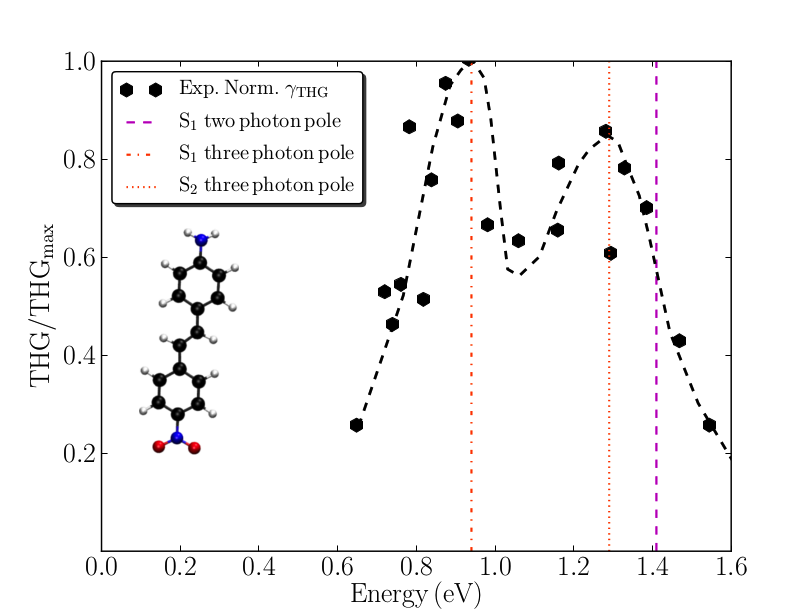 1.0
0.8
0.6
0.4
0.2
THG/THG_max
Exp. Norm. γ_THG
S₁ two photon pole
S₁ three photon pole
S₂ three photon pole
0.0 0.2 0.4 0.6 0.8 1.0 1.2 1.4 1.6
Energy (eV)